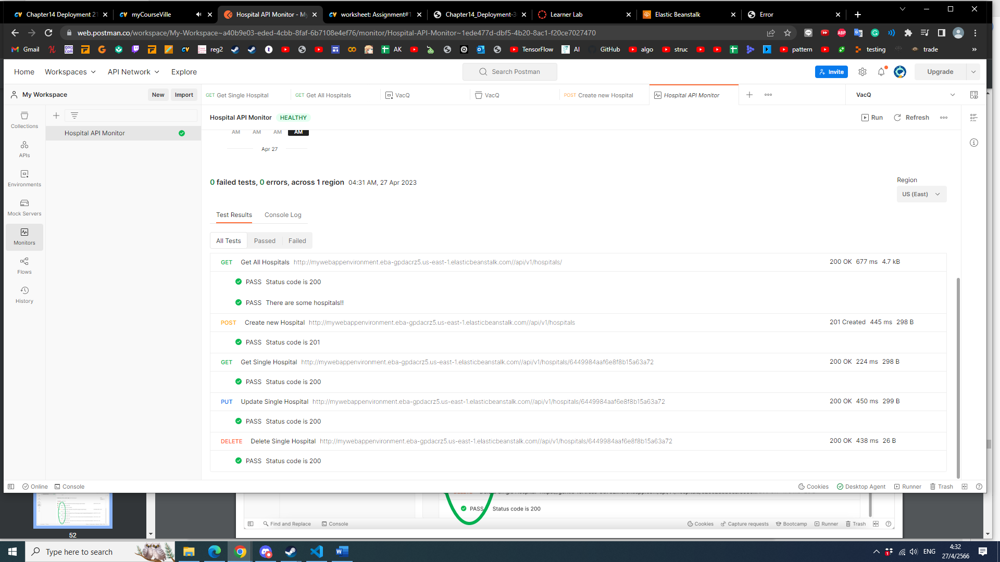 Chapter14 Deployment 21
myCourseVille
Hospital API Monitor - My
worksheet: Assignment#1
Chapter14_Deployment-3
Learner Lab
Elastic Beanstalk
Error
web.postman.co/workspace/My-Workspace~a40b9e03-eded-4cbb-8faf-6b7108e4ef76/monitor/Hospital-API-Monitor~1ede477d-dbf5-4b20-8ac1-f20ce7027470
Gmail
reg2
AK
TensorFlow
AI
GitHub
algo
struc
pattern
testing
trade
»
Home Workspaces API Network Explore
Search Postman
Invite
Upgrade
My Workspace
New Import
GET Get Single Hospital
GET Get All Hospitals
VacQ
VacQ
POST Create new Hospital
Hospital API Monitor
VacQ
Collections
APIs
Environments
Mock Servers
Monitors
Flows
History
Hospital API Monitor
Hospital API Monitor HEALTHY
Run Refresh
AM AM AM AM
Apr 27
0 failed tests, 0 errors, across 1 region 04:31 AM, 27 Apr 2023
Region
US (East)
Test Results Console Log
All Tests Passed Failed
GET Get All Hospitals http://mywebappenvironment.eba-gpdacrz5.us-east-1.elasticbeanstalk.com//api/v1/hospitals/ 200 OK 677 ms 4.7 kB
PASS Status code is 200
PASS There are some hospitals!!
POST Create new Hospital http://mywebappenvironment.eba-gpdacrz5.us-east-1.elasticbeanstalk.com//api/v1/hospitals 201 Created 445 ms 298 B
PASS Status code is 201
GET Get Single Hospital http://mywebappenvironment.eba-gpdacrz5.us-east-1.elasticbeanstalk.com//api/v1/hospitals/6449984aaf6e8f8b15a63a72 200 OK 224 ms 298 B
PASS Status code is 200
PUT Update Single Hospital http://mywebappenvironment.eba-gpdacrz5.us-east-1.elasticbeanstalk.com//api/v1/hospitals/6449984aaf6e8f8b15a63a72 200 OK 450 ms 299 B
PASS Status code is 200
DELETE Delete Single Hospital http://mywebappenvironment.eba-gpdacrz5.us-east-1.elasticbeanstalk.com//api/v1/hospitals/6449984aaf6e8f8b15a63a72 200 OK 438 ms 26 B
PASS Status code is 200
Online Console
Cookies Desktop Agent Runner Trash
PASS Status code is 200
Find and Replace Console
Cookies Capture requests Bootcamp Runner Trash
52
Type here to search
ENG
4:32
27/4/2566